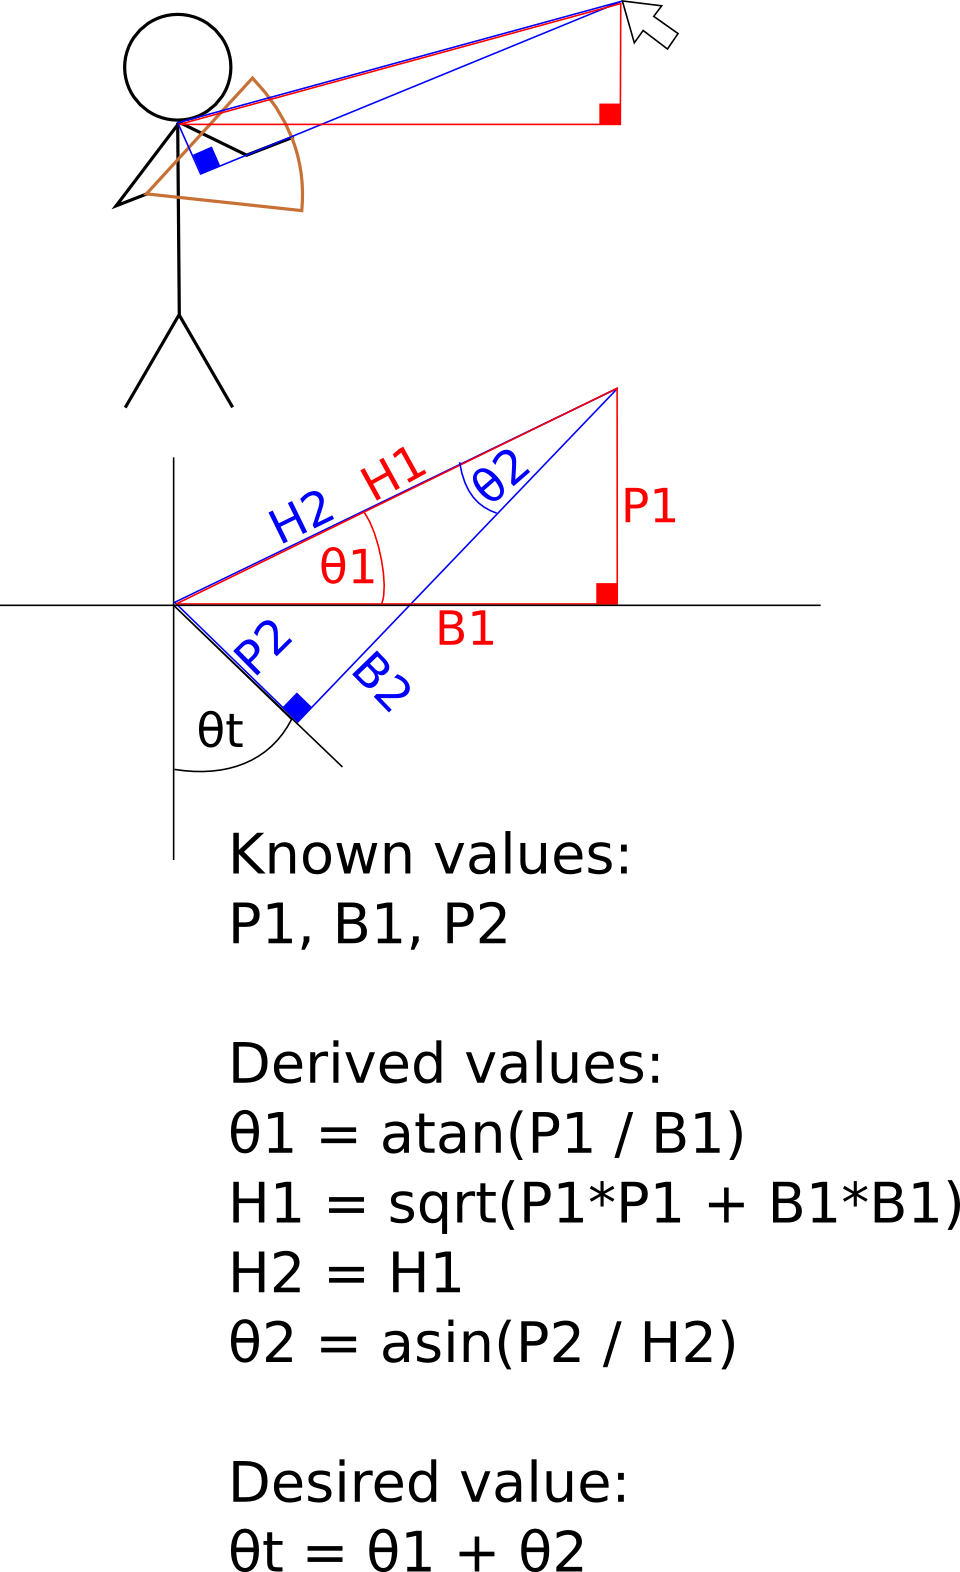 H1
H2
θ2
P1
θ1
B1
P2
B2
θt
Known values:
P1, B1, P2
Derived values:
θ1 = atan(P1 / B1)
H1 = sqrt(P1*P1 + B1*B1)
H2 = H1
θ2 = asin(P2 / H2)
Desired value:
θt = θ1 + θ2